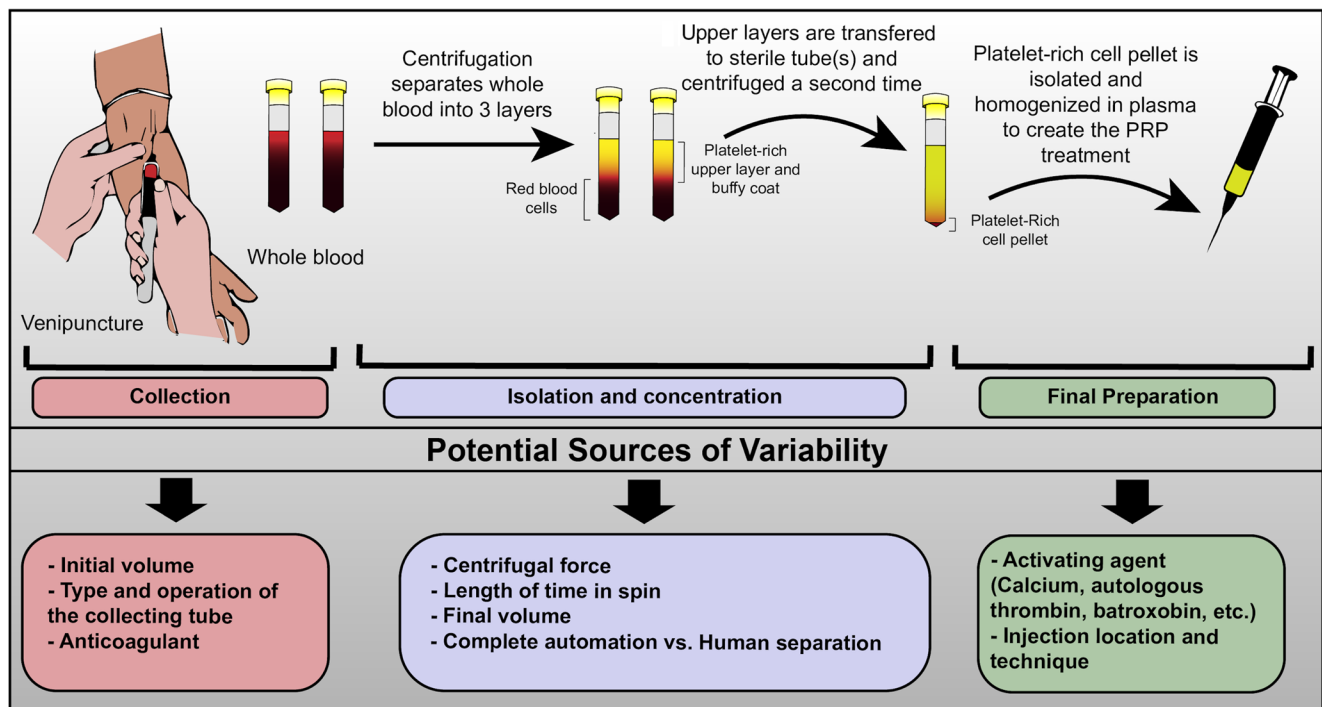 Centrifugation
separates whole
blood into 3 layers
Upper layers are transfered
to sterile tube(s) and
centrifuged a second time
Platelet-rich cell pellet is
isolated and
homogenized in plasma
to create the PRP
treatment
Red blood
cells
Platelet-rich
upper layer and
buffy coat
Platelet-Rich
cell pellet
Whole blood
Venipuncture
Collection
Isolation and concentration
Final Preparation
Potential Sources of Variability
- Initial volume
- Type and operation of
the collecting tube
- Anticoagulant
- Centrifugal force
- Length of time in spin
- Final volume
- Complete automation vs. Human separation
- Activating agent
(Calcium, autologous
thrombin, batroxobin, etc.)
- Injection location and
technique